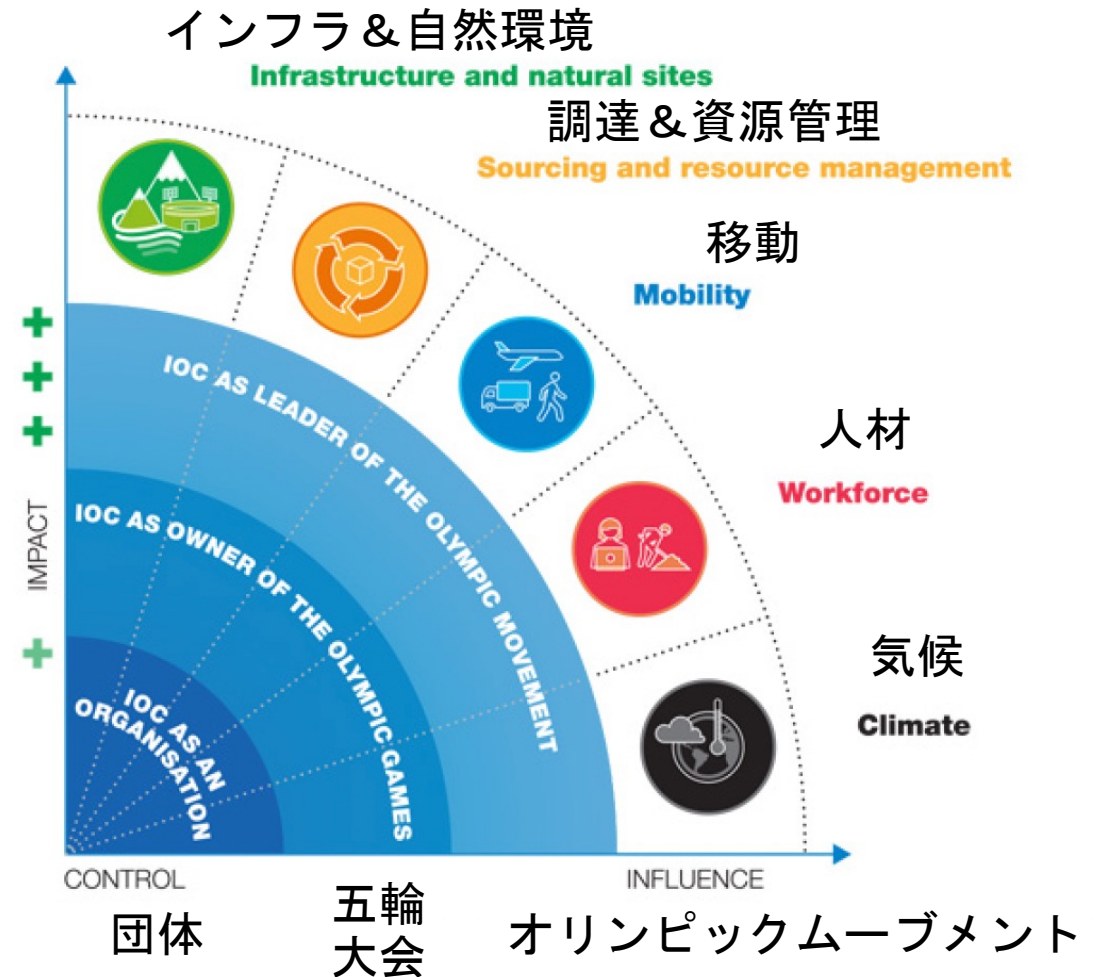 インフラ＆自然環境
Infrastructure and natural sites
調達＆資源管理
Sourcing and resource management
移動
Mobility
人材
Workforce
気候
Climate
IOC AS LEADER OF THE OLYMPIC MOVEMENT
IOC AS OWNER OF THE OLYMPIC GAMES
IOC AS AN
ORGANISATION
IMPACT
CONTROL
INFLUENCE
団体
五輪
大会
オリンピックムーブメント